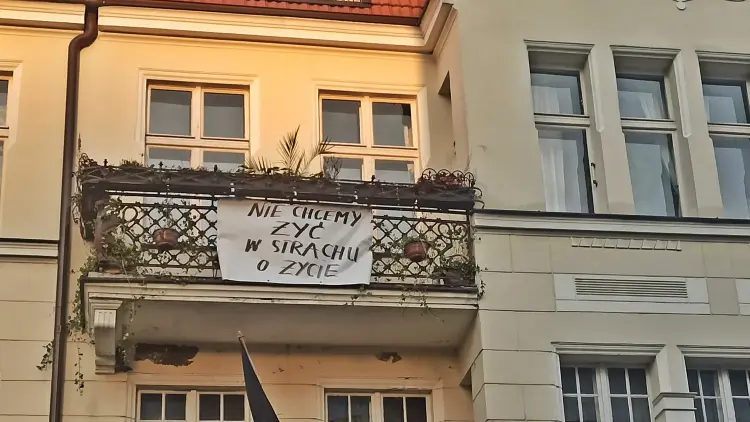 NIE CHCEMY
ŻYĆ
W STRACHU
O ŻYCIE